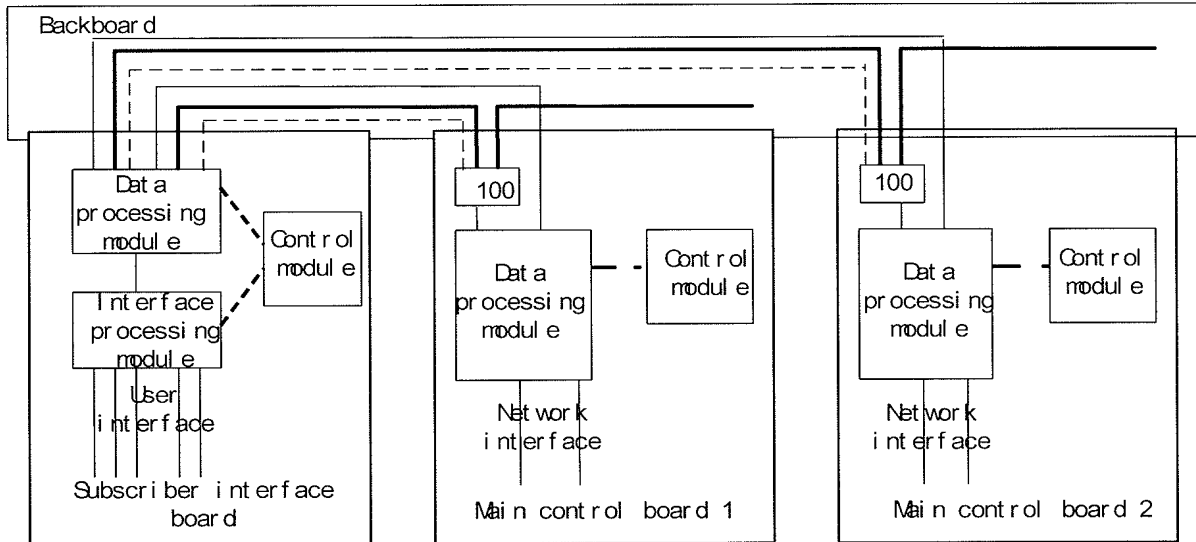 Backboard
Data
processing
module
Control
module
Interface
processing
module
User
interface
Subscriber interface
board
100
Data
processing
module
Control
module
Network
interface
Main control board 1
100
Data
processing
module
Control
module
Network
interface
Main control board 2